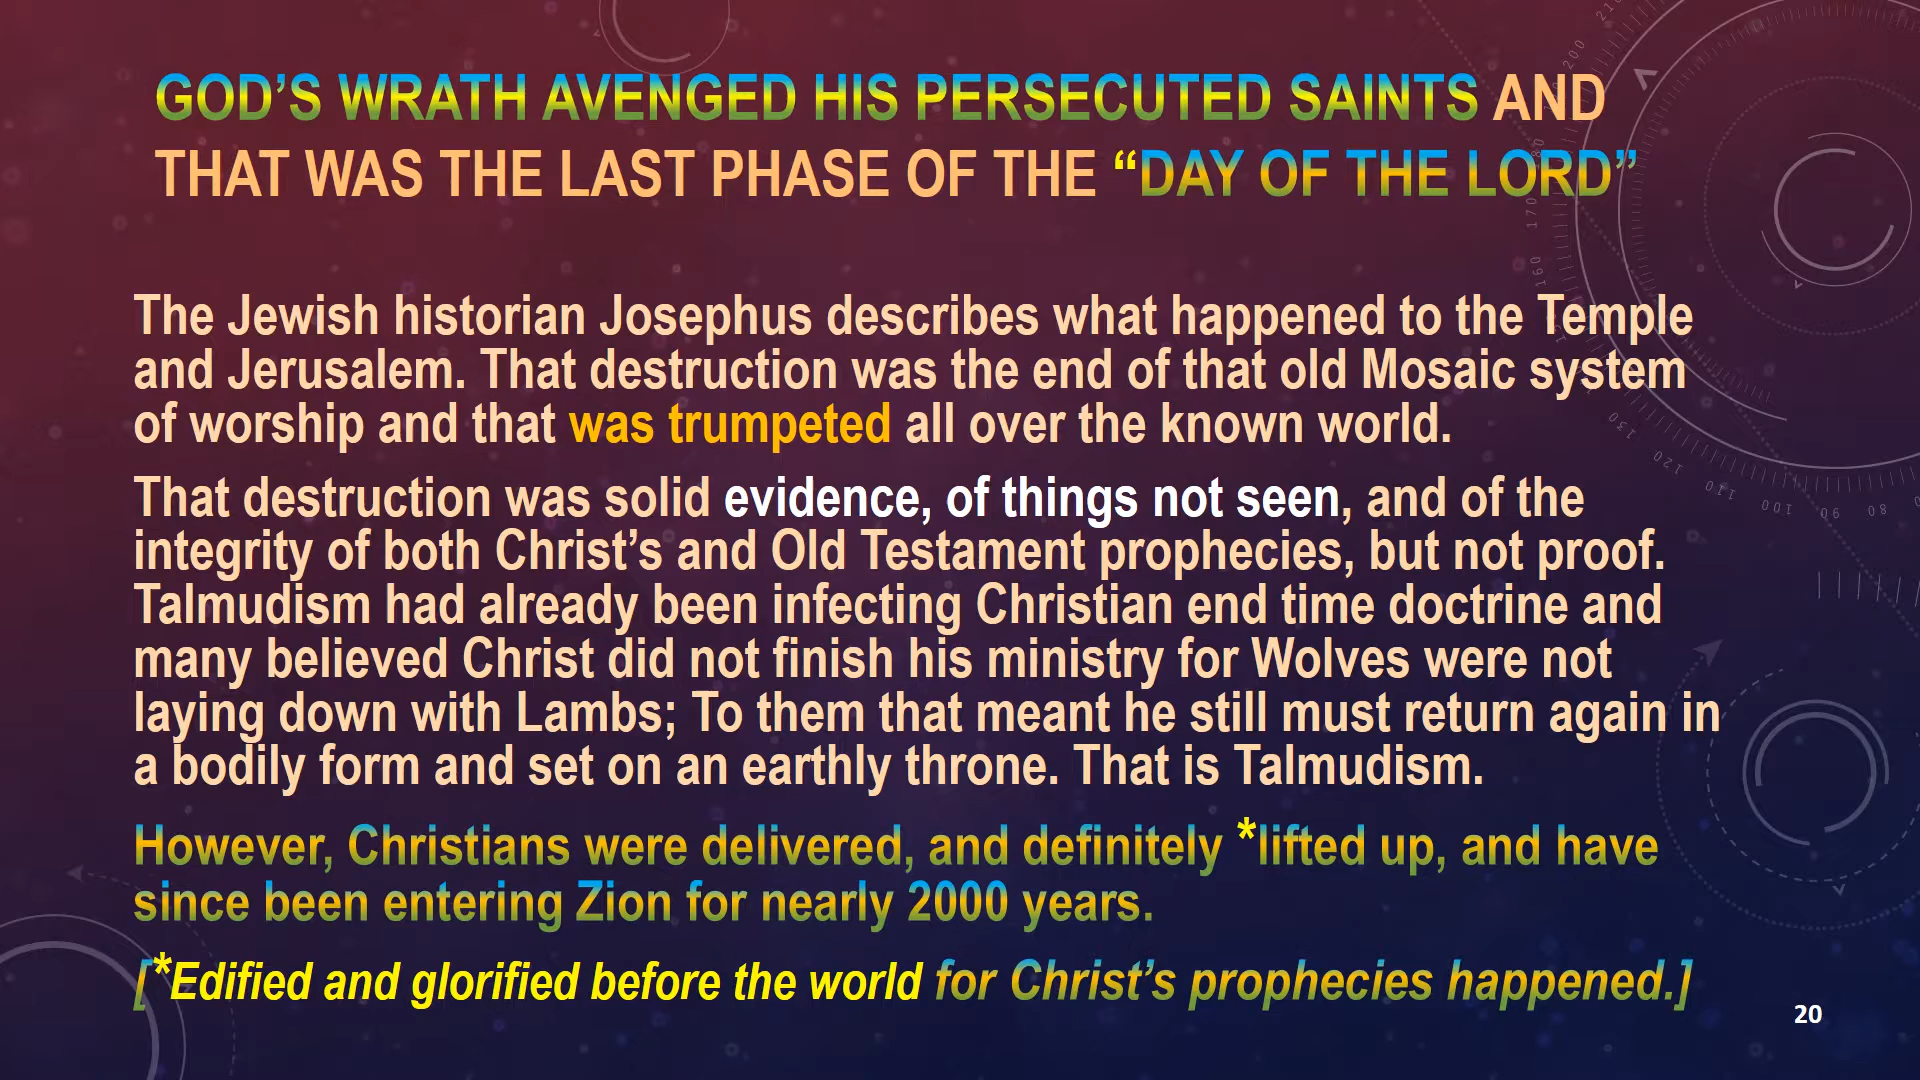 GOD’S WRATH AVENGED HIS PERSECUTED SAINTS AND
THAT WAS THE LAST PHASE OF THE “DAY OF THE LORD”
The Jewish historian Josephus describes what happened to the Temple
and Jerusalem. That destruction was the end of that old Mosaic system
of worship and that was trumpeted all over the known world.
That destruction was solid evidence, of things not seen, and of the
integrity of both Christ’s and Old Testament prophecies, but not proof.
Talmudism had already been infecting Christian end time doctrine and
many believed Christ did not finish his ministry for Wolves were not
laying down with Lambs; To them that meant he still must return again in
a bodily form and set on an earthly throne. That is Talmudism.
However, Christians were delivered, and definitely *lifted up, and have
since been entering Zion for nearly 2000 years.
[*Edified and glorified before the world for Christ’s prophecies happened.]
20